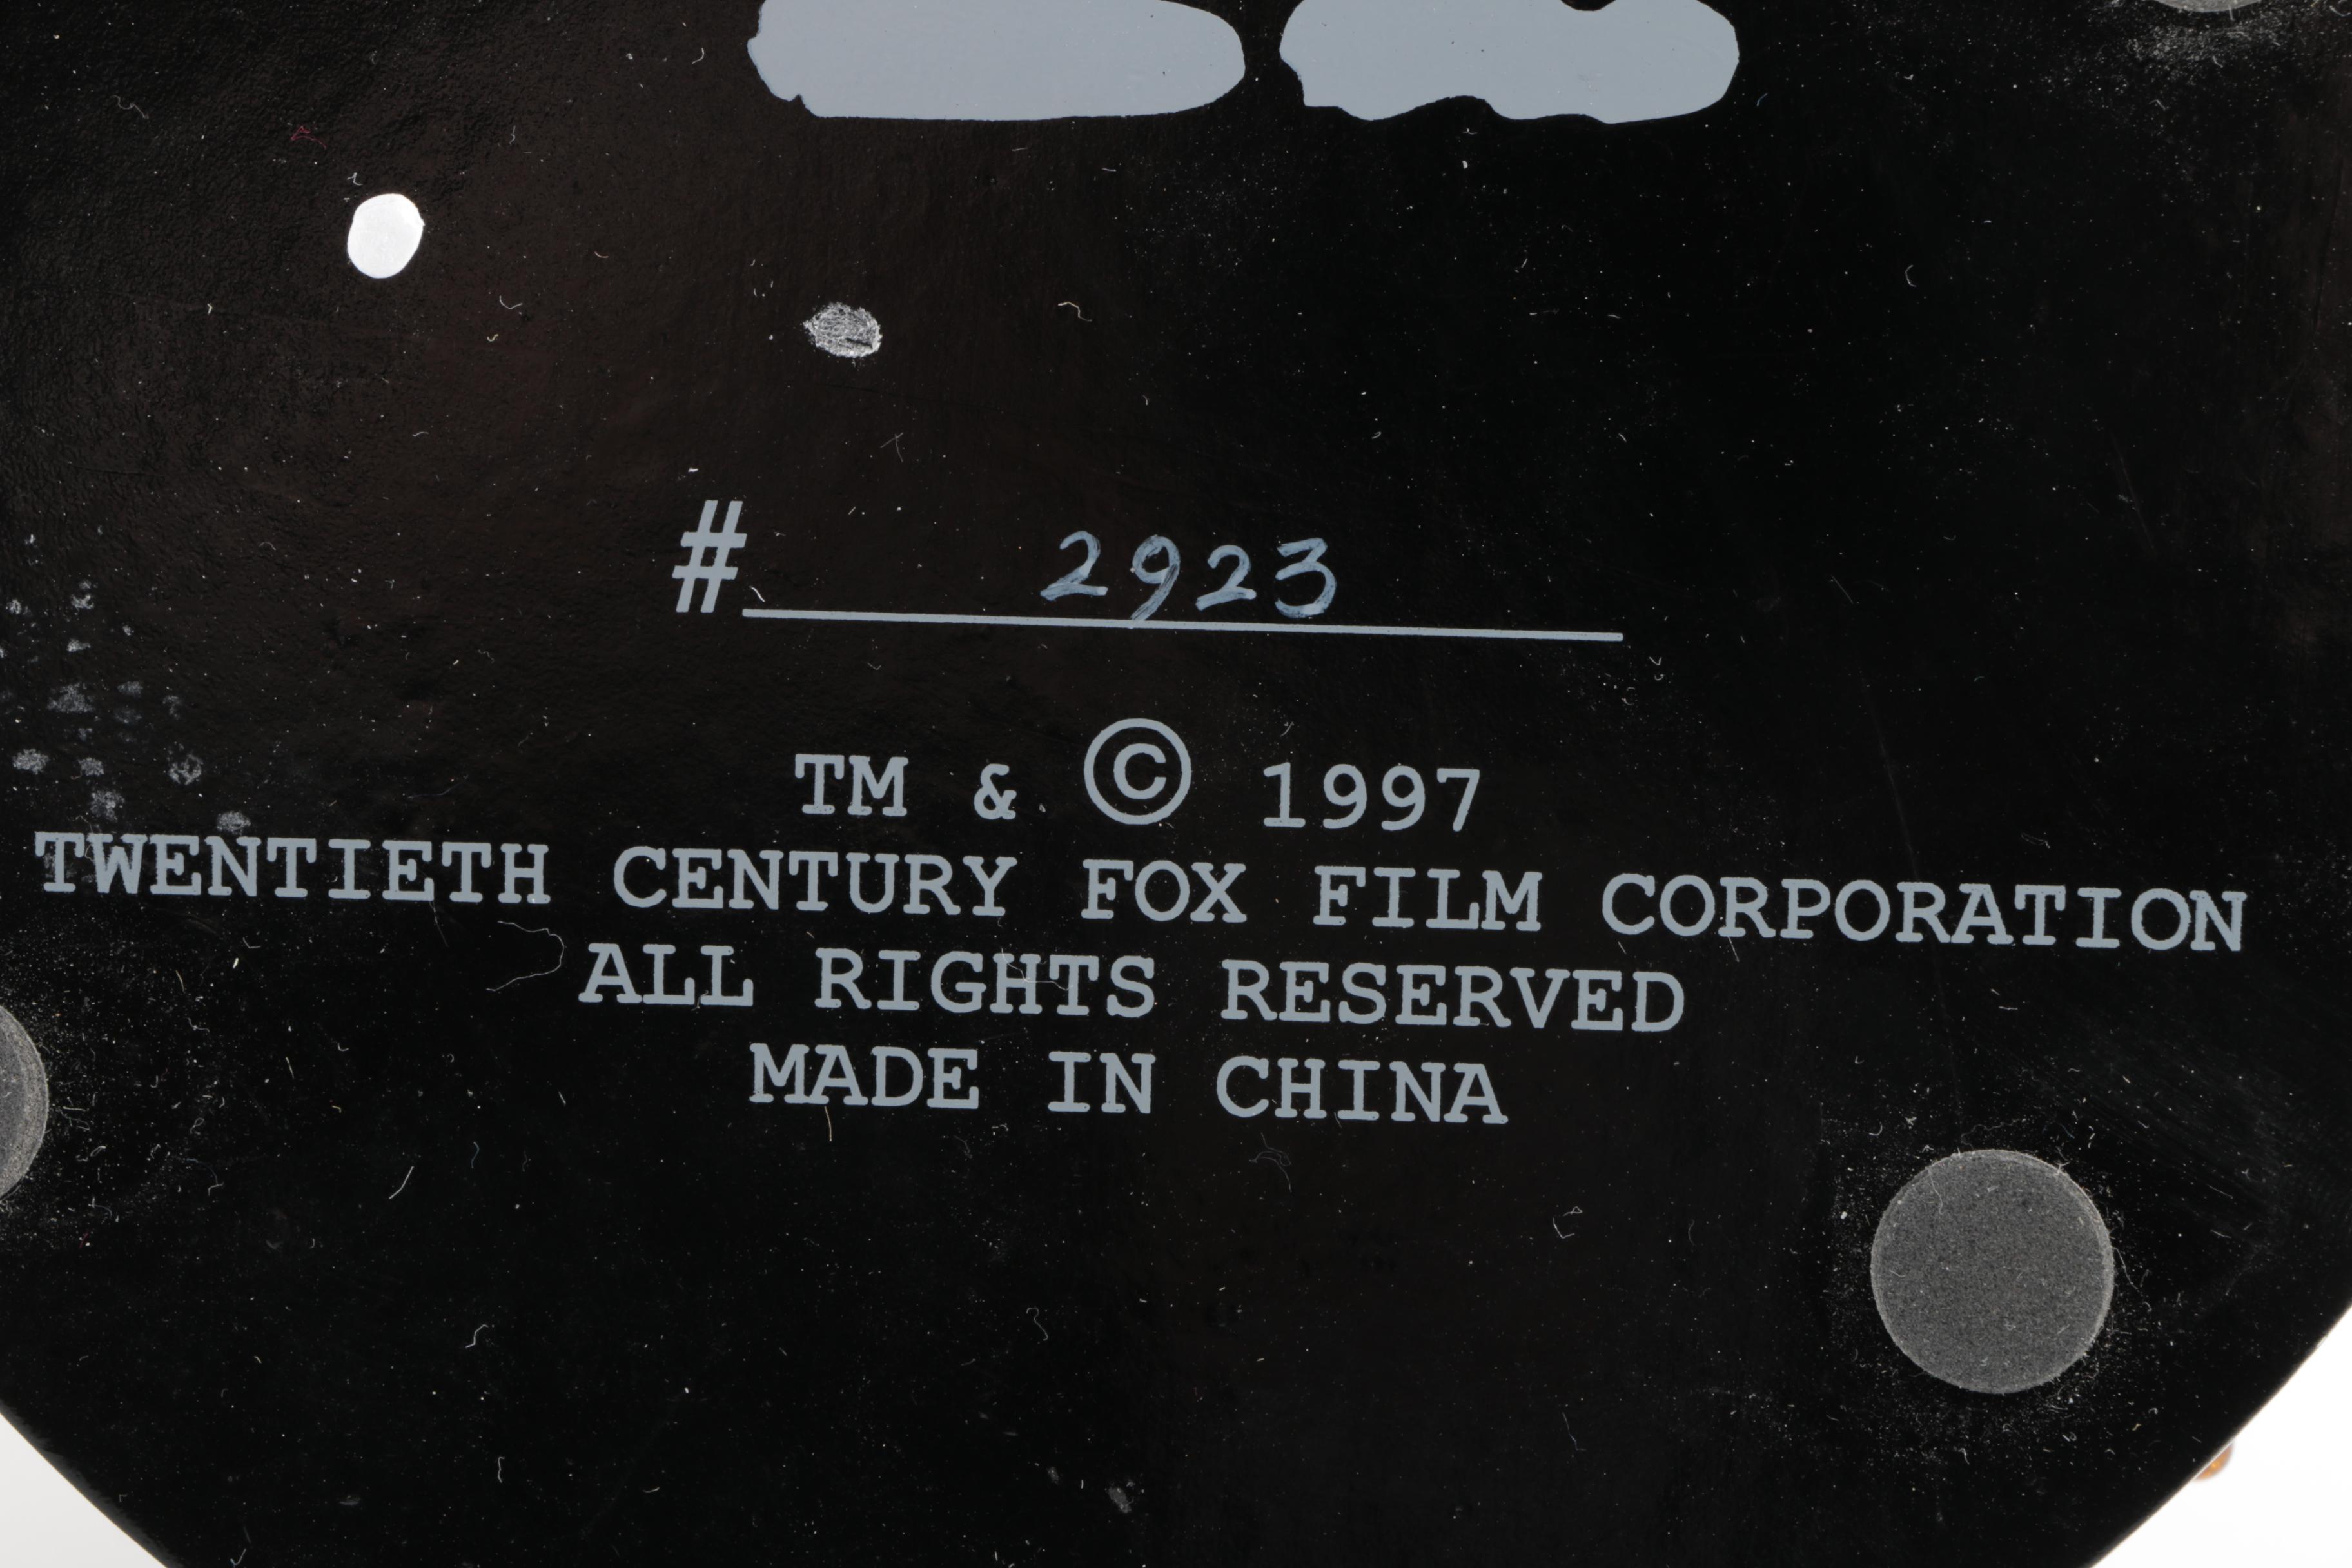 # 2923
TM & © 1997
TWENTIETH CENTURY FOX FILM CORPORATION
ALL RIGHTS RESERVED
MADE IN CHINA